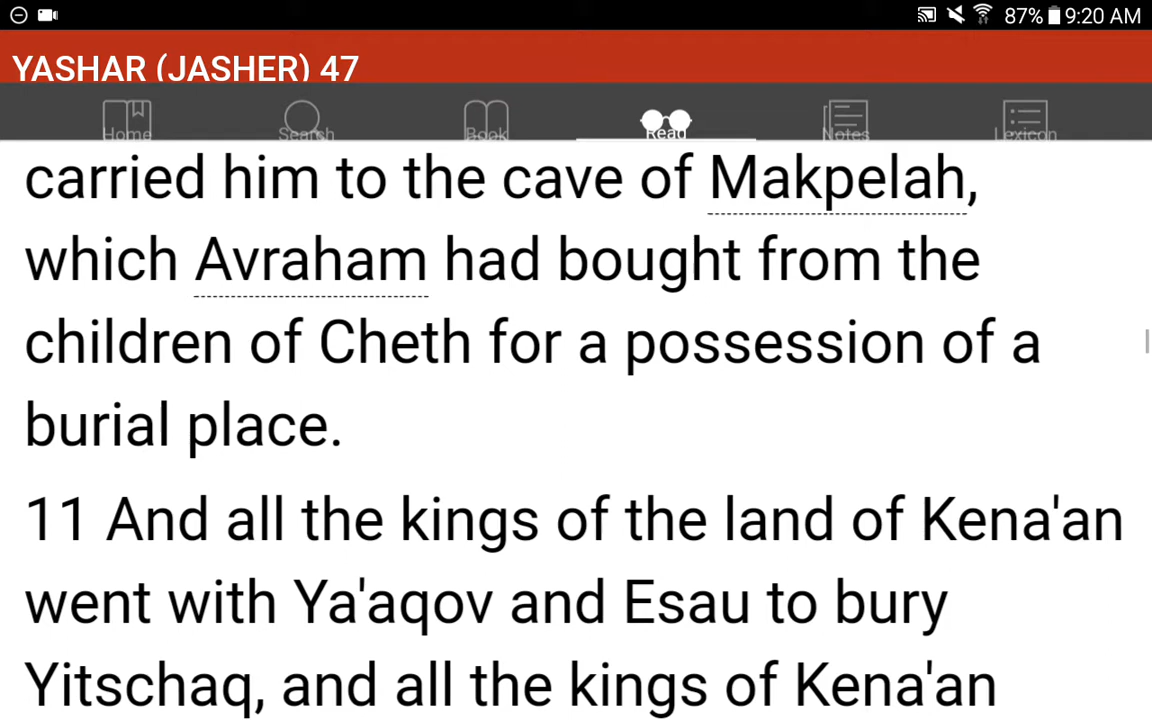 87% 9:20 AM
YASHAR (JASHER) 47
Home Search Book Read Notes Lexicon
carried him to the cave of Makpelah,
which Avraham had bought from the
children of Cheth for a possession of a
burial place.
11 And all the kings of the land of Kena'an
went with Ya'aqov and Esau to bury
Yitschaq, and all the kings of Kena'an